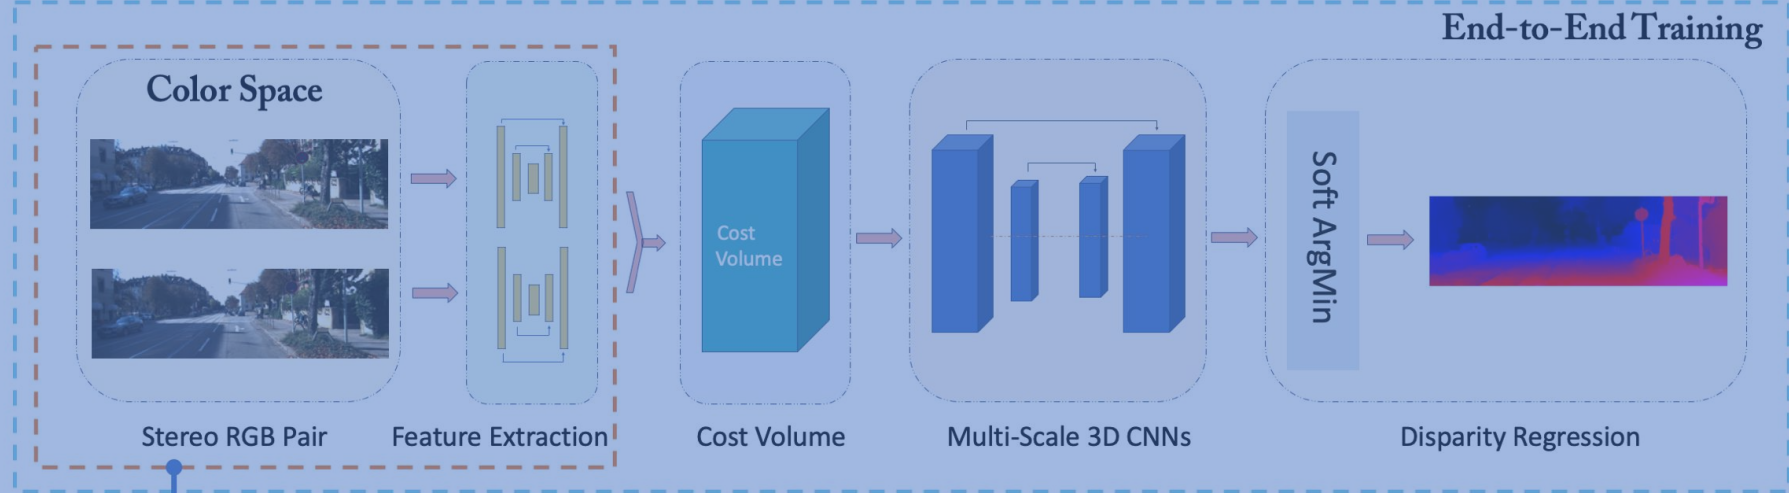 End-to-End Training
Color Space
Cost
Volume
Soft ArgMin
Stereo RGB Pair
Feature Extraction
Cost Volume
Multi-Scale 3D CNNs
Disparity Regression